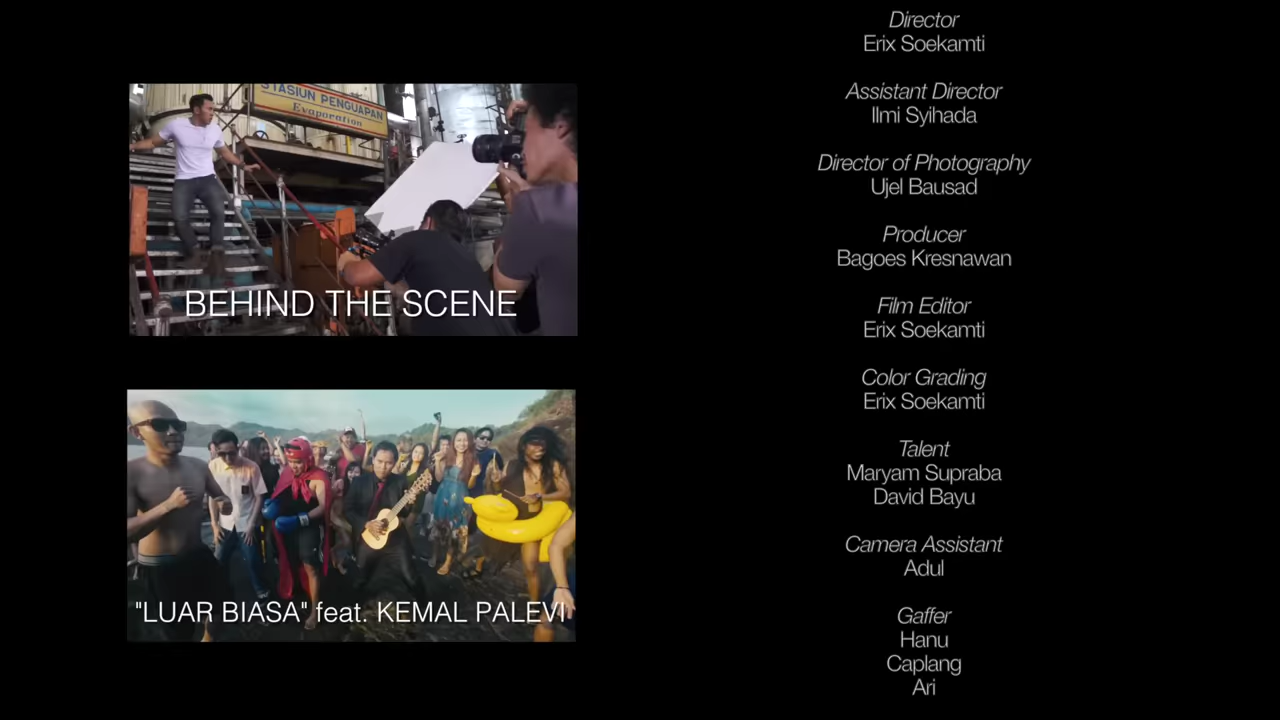 STASIUN PENGUAPAN
Evaporation
BEHIND THE SCENE
"LUAR BIASA" feat. KEMAL PALEVI
Director
Erix Soekamti
Assistant Director
Ilmi Syihada
Director of Photography
Ujel Bausad
Producer
Bagoes Kresnawan
Film Editor
Erix Soekamti
Color Grading
Erix Soekamti
Talent
Maryam Supraba
David Bayu
Camera Assistant
Adul
Gaffer
Hanu
Caplang
Ari